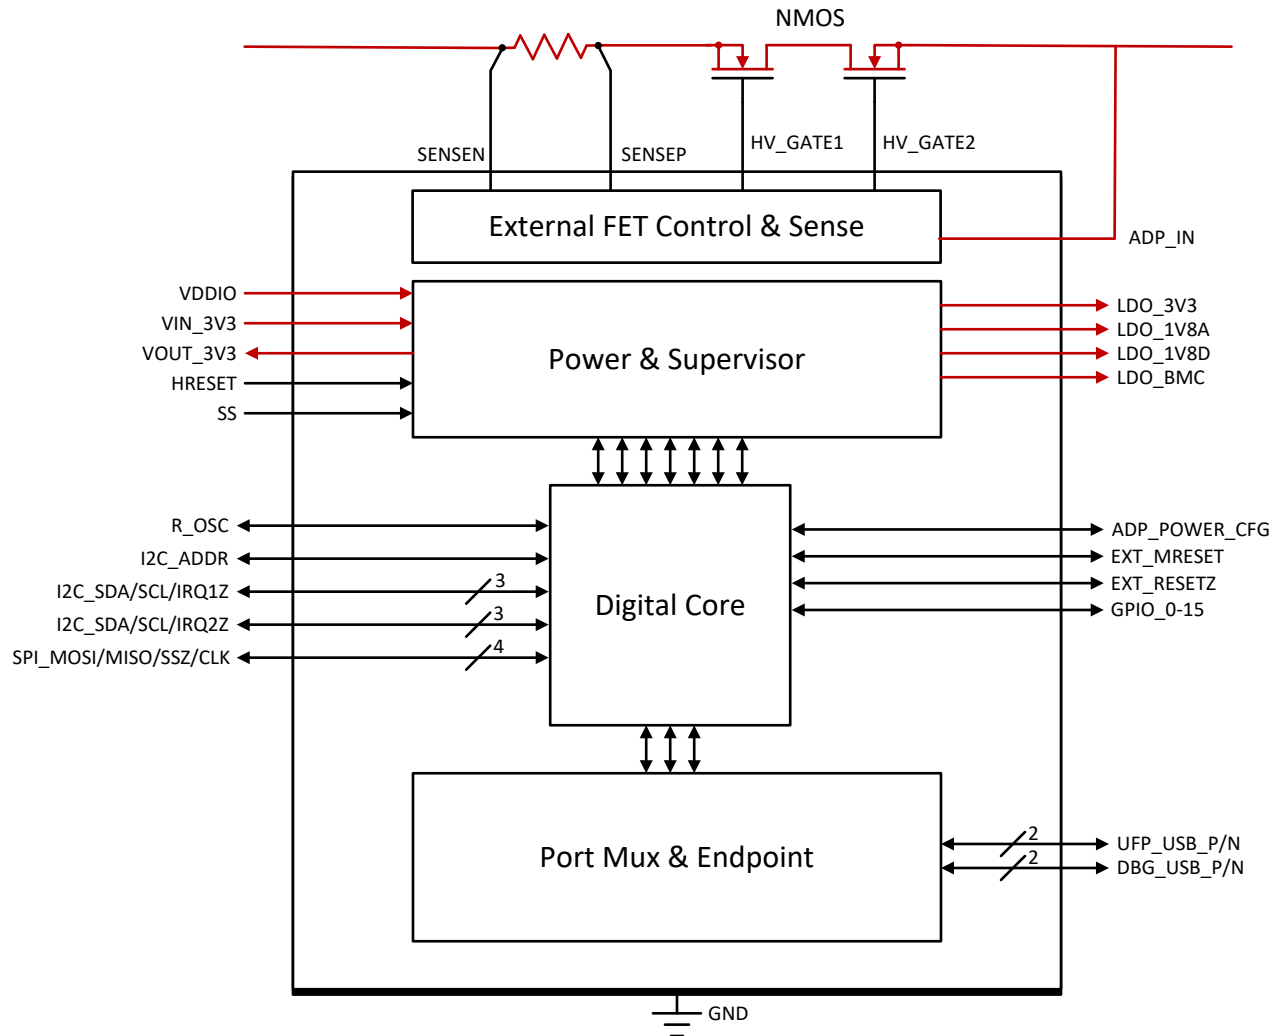 NMOS
SENSEN
SENSEP
HV_GATE1
HV_GATE2
External FET Control & Sense
ADP_IN
VDDIO
VIN_3V3
VOUT_3V3
HRESET
SS
Power & Supervisor
LDO_3V3
LDO_1V8A
LDO_1V8D
LDO_BMC
R_OSC
I2C_ADDR
I2C_SDA/SCL/IRQ1Z
3
I2C_SDA/SCL/IRQ2Z
3
SPI_MOSI/MISO/SSZ/CLK
4
Digital Core
ADP_POWER_CFG
EXT_MRESET
EXT_RESETZ
GPIO_0-15
Port Mux & Endpoint
2
UFP_USB_P/N
2
DBG_USB_P/N
GND